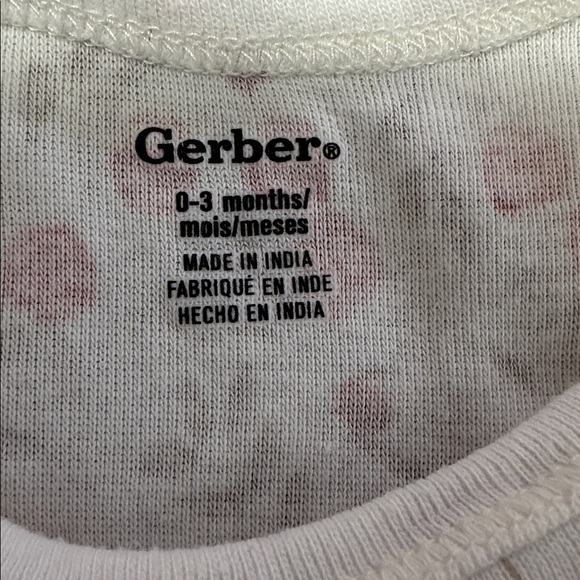 Gerber®
0-3 months/
mois/meses
MADE IN INDIA
FABRIQUÉ EN INDE
HECHO EN INDIA